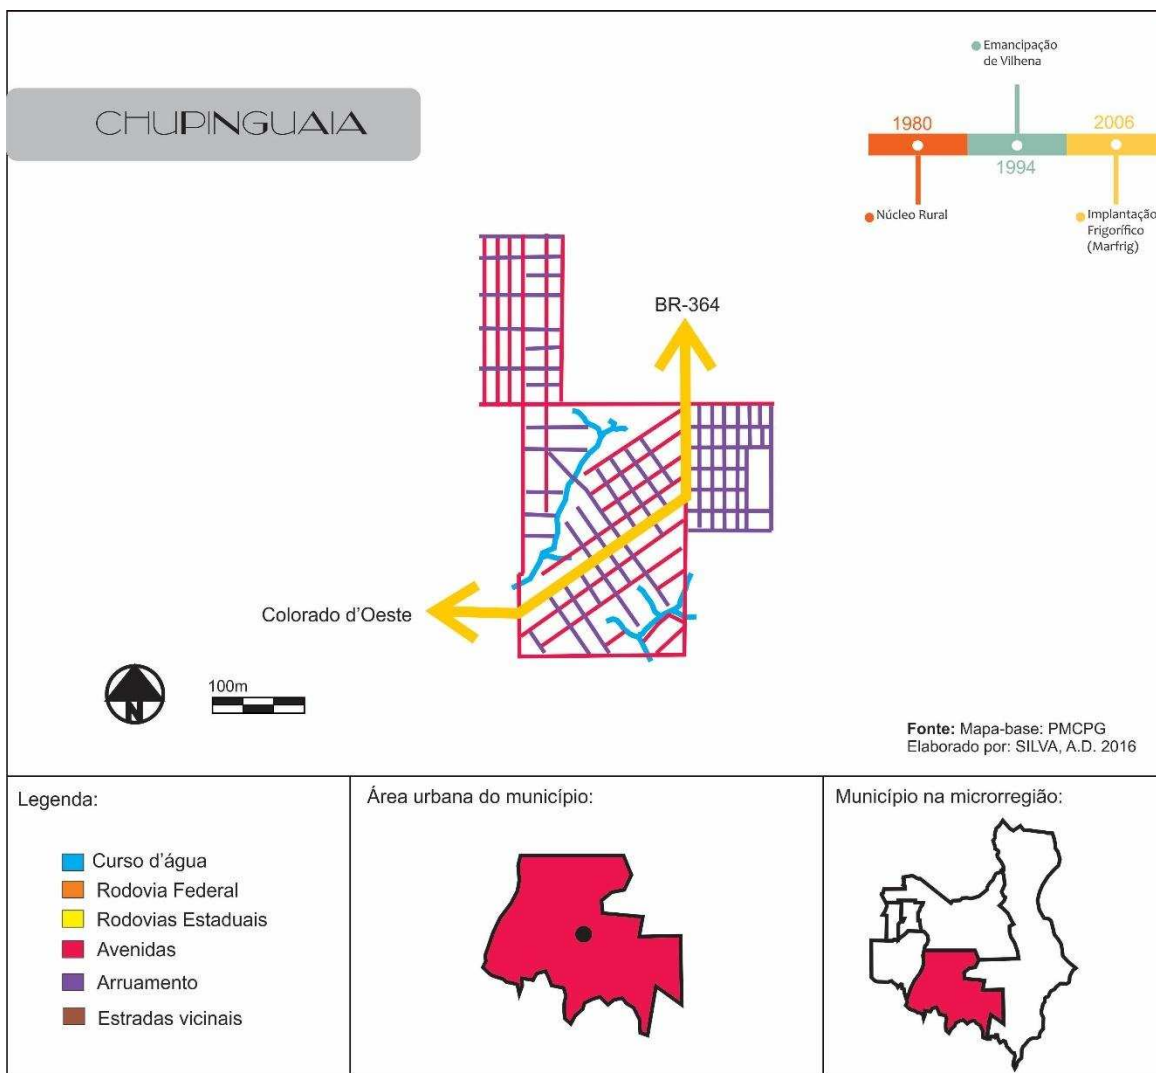 CHUPINGUAIA
Emancipação
de Vilhena
1980
2006
1994
Núcleo Rural
Implantação
Frigorífico
(Marfrig)
BR-364
Colorado d'Oeste
N
100m
Fonte: Mapa-base: PMCPG
Elaborado por: SILVA, A.D. 2016
Legenda:
Curso d'água
Rodovia Federal
Rodovias Estaduais
Avenidas
Arruamento
Estradas vicinais
Área urbana do município:
Município na microrregião: